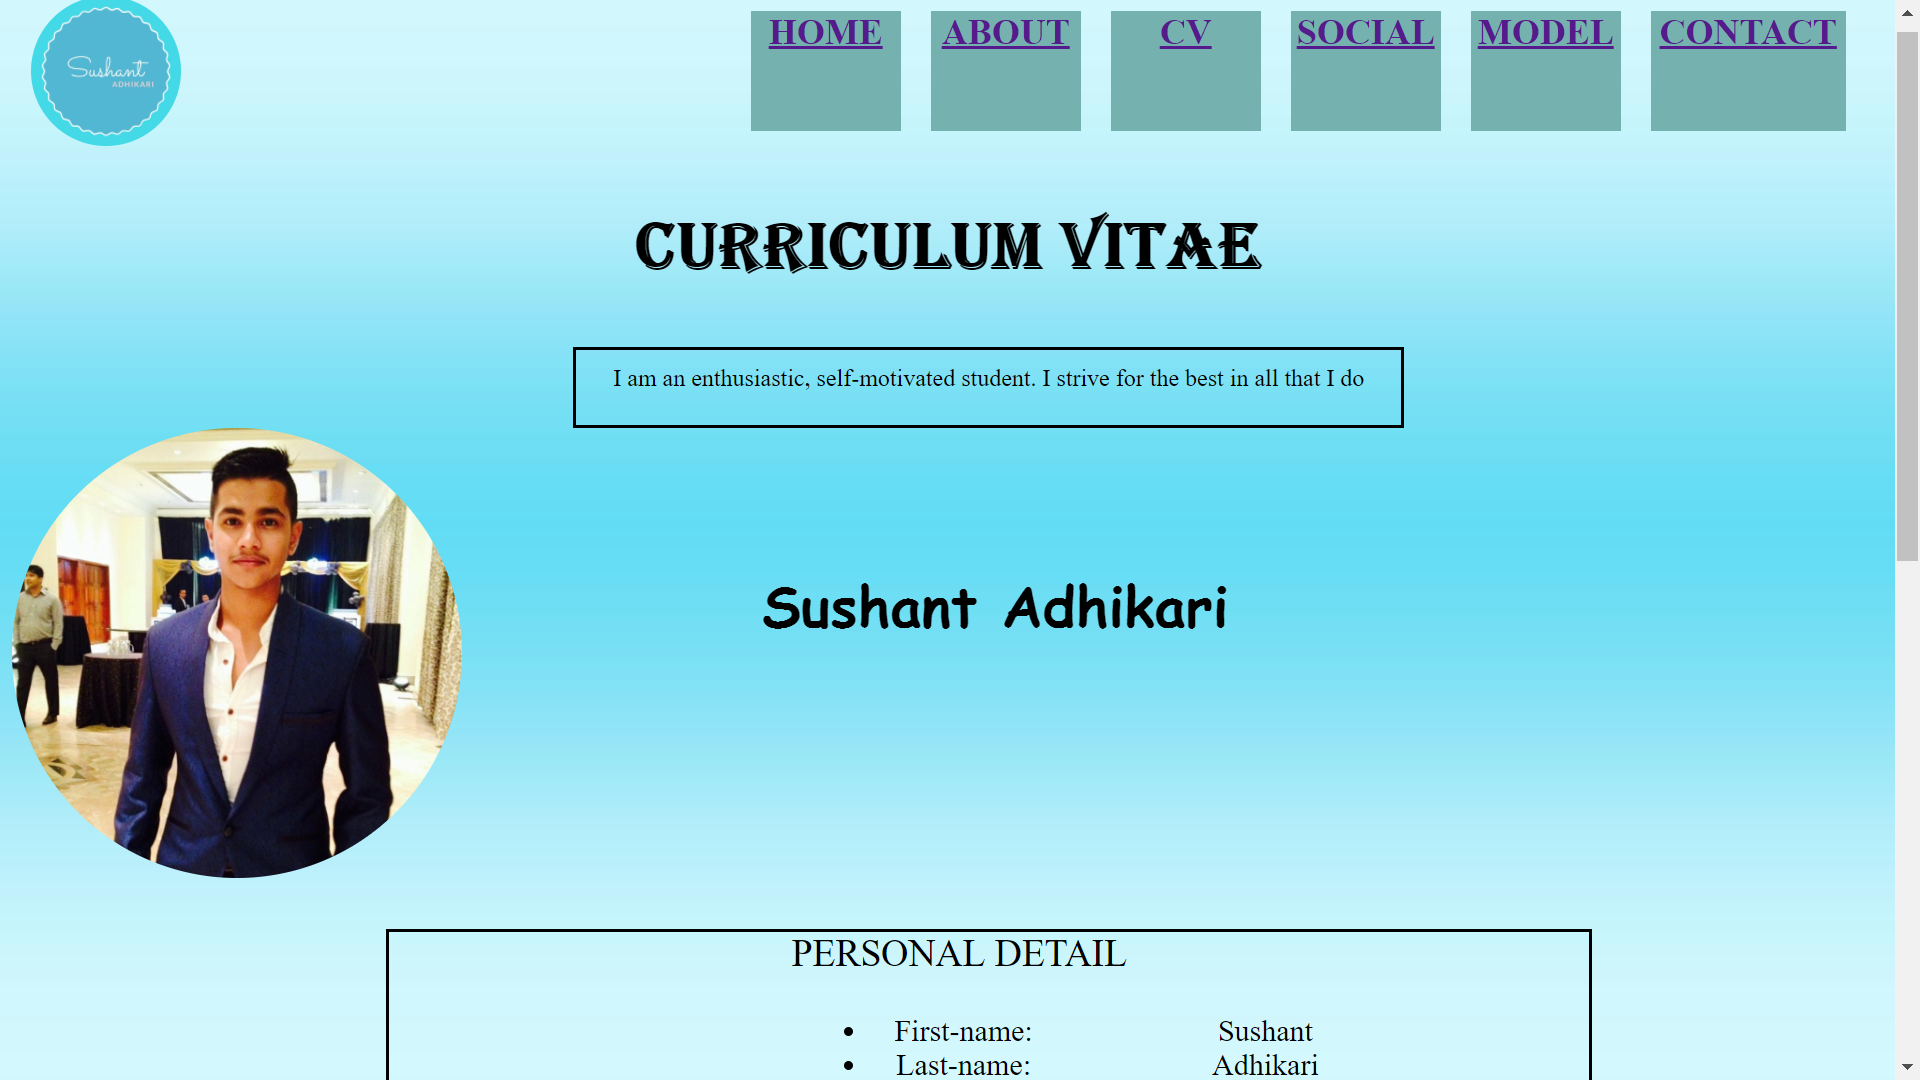 Sushant
ADHIKARI
HOME
ABOUT
CV
SOCIAL
MODEL
CONTACT
CURRICULUM VITAE
I am an enthusiastic, self-motivated student. I strive for the best in all that I do
Sushant Adhikari
PERSONAL DETAIL
• First-name: Sushant
• Last-name: Adhikari